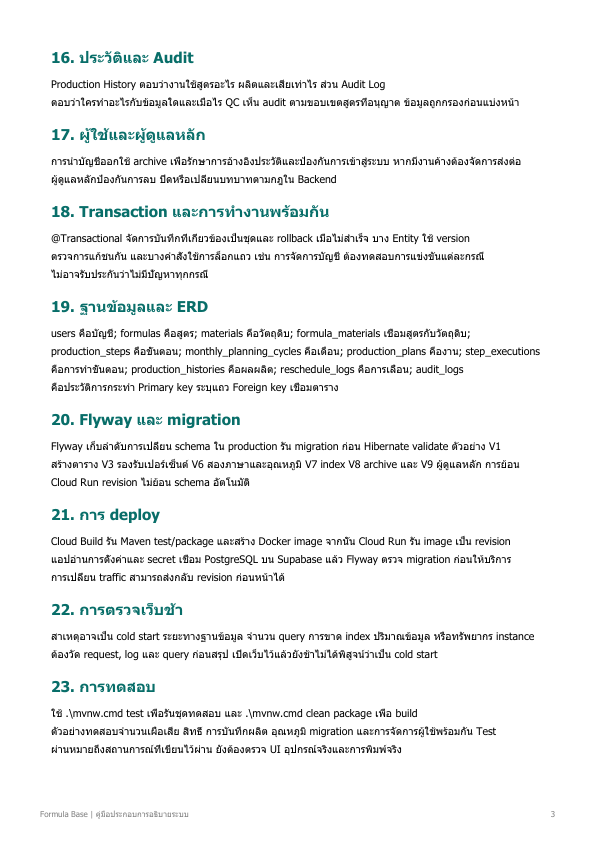 16. ประวัติและ Audit
Production History ตอบว่างานใช้สูตรอะไร ผลิตและเสียเท่าไร ส่วน Audit Log
ตอบว่าใครทำอะไรกับข้อมูลใดและเมื่อไร QC เห็น audit ตามขอบเขตสูตรที่อนุญาต ข้อมูลถูกกรองก่อนแบ่งหน้า
17. ผู้ใช้และผู้ดูแลหลัก
การนำบัญชีออกใช้ archive เพื่อรักษาการอ้างอิงประวัติและป้องกันการเข้าสู่ระบบ หากมีงานค้างต้องจัดการส่งต่อ
ผู้ดูแลหลักป้องกันการลบ ปิดหรือเปลี่ยนบทบาทตามกฎใน Backend
18. Transaction และการทำงานพร้อมกัน
@Transactional จัดการบันทึกที่เกี่ยวข้องเป็นชุดและ rollback เมื่อไม่สำเร็จ บาง Entity ใช้ version
ตรวจการแก้ชนกัน และบางคำสั่งใช้การล็อกแถว เช่น การจัดการบัญชี ต้องทดสอบการแข่งขันแต่ละกรณี
ไม่อาจรับประกันว่าไม่มีปัญหาทุกกรณี
19. ฐานข้อมูลและ ERD
users คือบัญชี; formulas คือสูตร; materials คือวัตถุดิบ; formula_materials เชื่อมสูตรกับวัตถุดิบ;
production_steps คือขั้นตอน; monthly_planning_cycles คือเดือน; production_plans คืองาน; step_executions
คือการทำขั้นตอน; production_histories คือผลผลิต; reschedule_logs คือการเลื่อน; audit_logs
คือประวัติการกระทำ Primary key ระบุแถว Foreign key เชื่อมตาราง
20. Flyway และ migration
Flyway เก็บลำดับการเปลี่ยน schema ใน production รัน migration ก่อน Hibernate validate ตัวอย่าง V1
สร้างตาราง V3 รองรับเปอร์เซ็นต์ V6 สองภาษาและอุณหภูมิ V7 index V8 archive และ V9 ผู้ดูแลหลัก การย้อน
Cloud Run revision ไม่ย้อน schema อัตโนมัติ
21. การ deploy
Cloud Build รัน Maven test/package และสร้าง Docker image จากนั้น Cloud Run รัน image เป็น revision
แอปอ่านการตั้งค่าและ secret เชื่อม PostgreSQL บน Supabase แล้ว Flyway ตรวจ migration ก่อนให้บริการ
การเปลี่ยน traffic สามารถส่งกลับ revision ก่อนหน้าได้
22. การตรวจเว็บช้า
สาเหตุอาจเป็น cold start ระยะทางฐานข้อมูล จำนวน query การขาด index ปริมาณข้อมูล หรือทรัพยากร instance
ต้องวัด request, log และ query ก่อนสรุป เปิดเว็บไว้แล้วยังช้าไม่ได้พิสูจน์ว่าเป็น cold start
23. การทดสอบ
ใช้ .\mvnw.cmd test เพื่อรันชุดทดสอบ และ .\mvnw.cmd clean package เพื่อ build
ตัวอย่างทดสอบจำนวนเผื่อเสีย สิทธิ์ การบันทึกผลิต อุณหภูมิ migration และการจัดการผู้ใช้พร้อมกัน Test
ผ่านหมายถึงสถานการณ์ที่เขียนไว้ผ่าน ยังต้องตรวจ UI อุปกรณ์จริงและการพิมพ์จริง
Formula Base | คู่มือประกอบการอธิบายระบบ
3